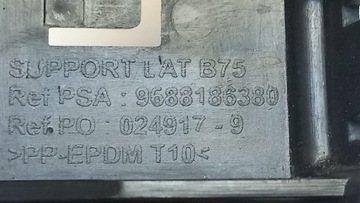 SUPPORT LAT B75
Ref PSA : 9688186380
Ref PO : 024917 - 9
>PP-EPDM T10<